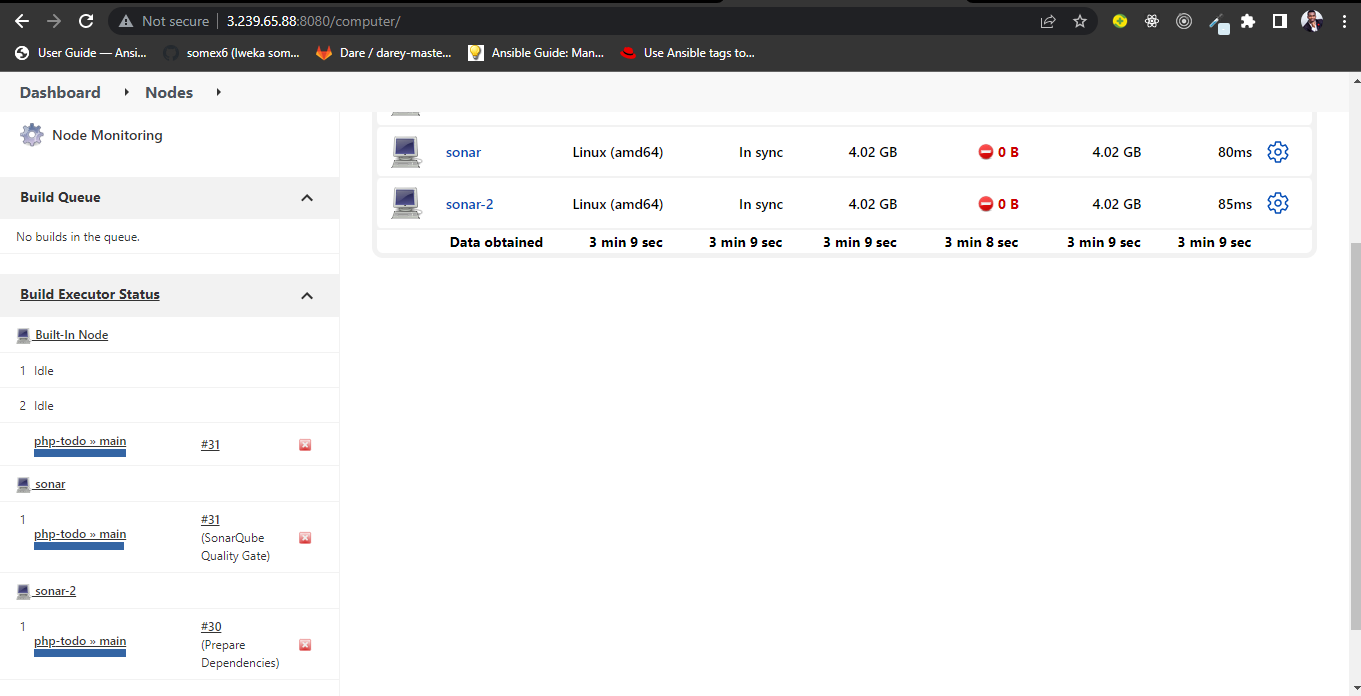 Not secure | 3.239.65.88:8080/computer/
User Guide — Ansi... somex6 (Iweka som... Dare / darey-maste... Ansible Guide: Man... Use Ansible tags to...
Dashboard Nodes
Node Monitoring
sonar Linux (amd64) In sync 4.02 GB 0 B 4.02 GB 80ms
sonar-2 Linux (amd64) In sync 4.02 GB 0 B 4.02 GB 85ms
Data obtained 3 min 9 sec 3 min 9 sec 3 min 9 sec 3 min 8 sec 3 min 9 sec 3 min 9 sec
Build Queue
No builds in the queue.
Build Executor Status
Built-In Node
1 Idle
2 Idle
php-todo » main #31
sonar
1 php-todo » main #31
(SonarQube
Quality Gate)
sonar-2
1 php-todo » main #30
(Prepare
Dependencies)